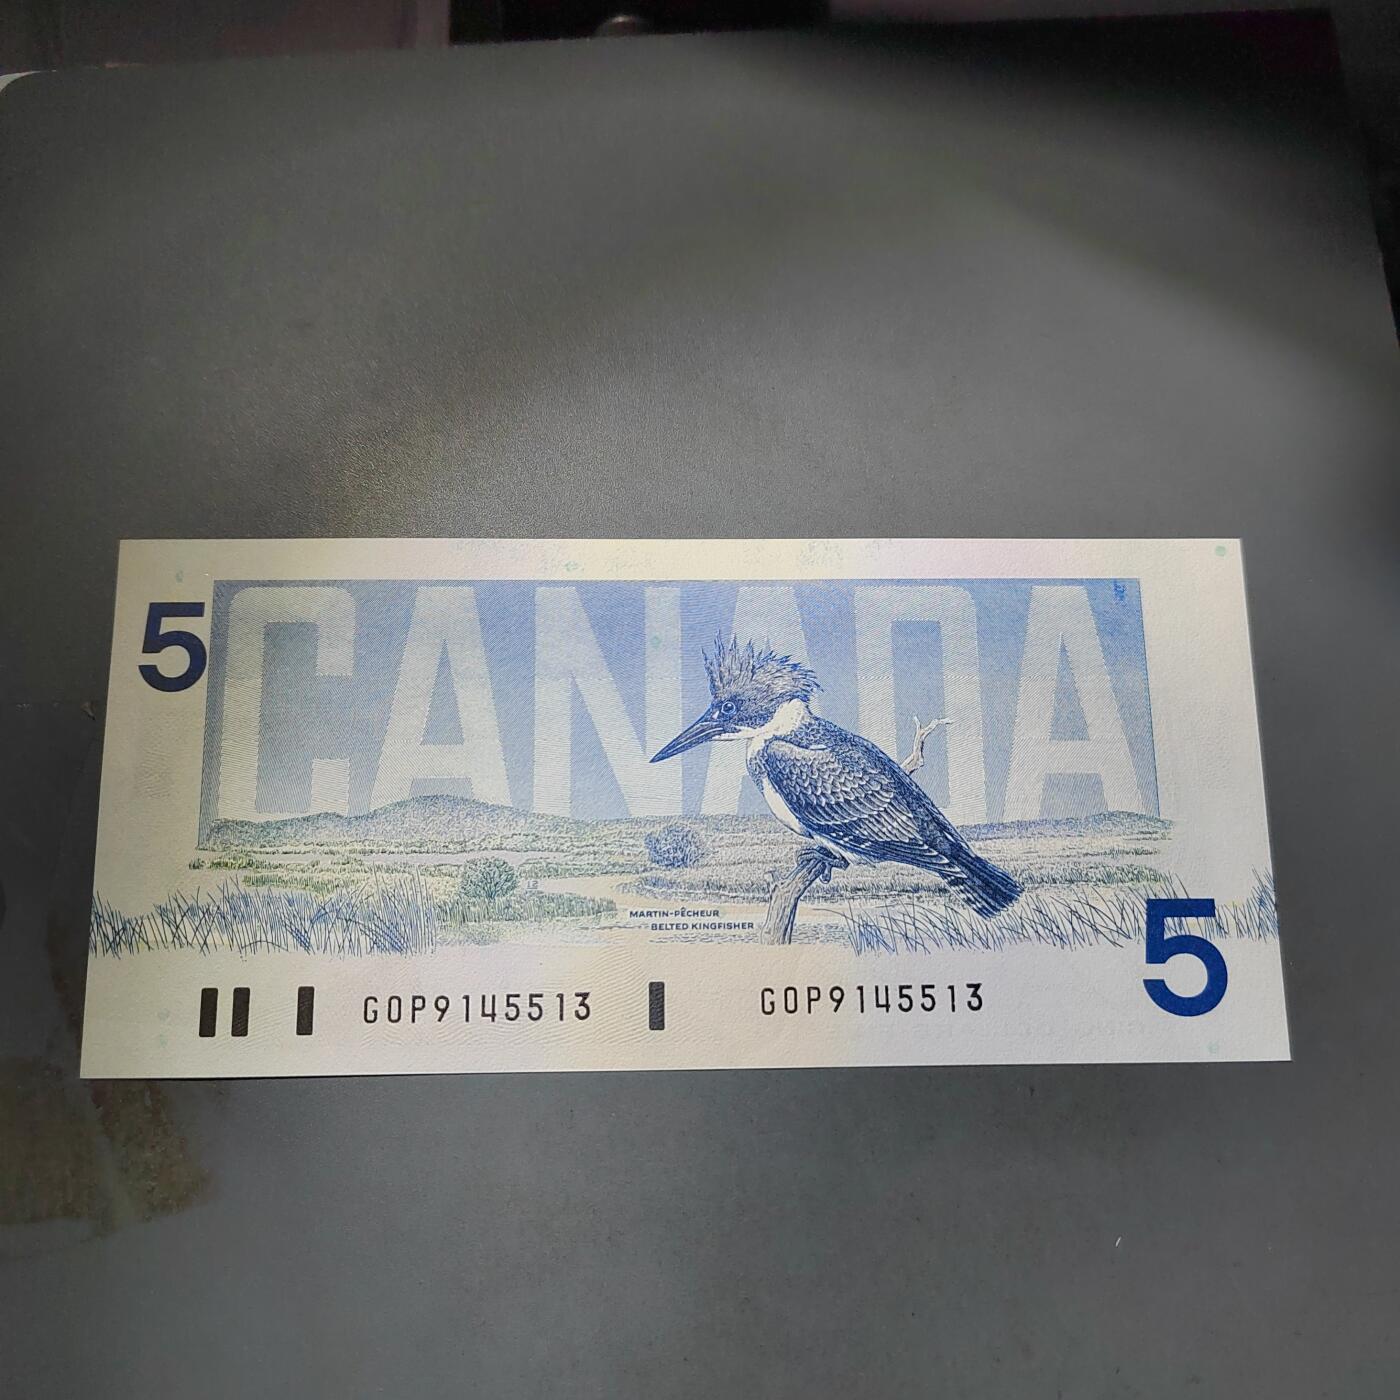 5
CANADA
MARTIN-PÊCHEUR
BELTED KINGFISHER
5
GOP9145513
GOP9145513